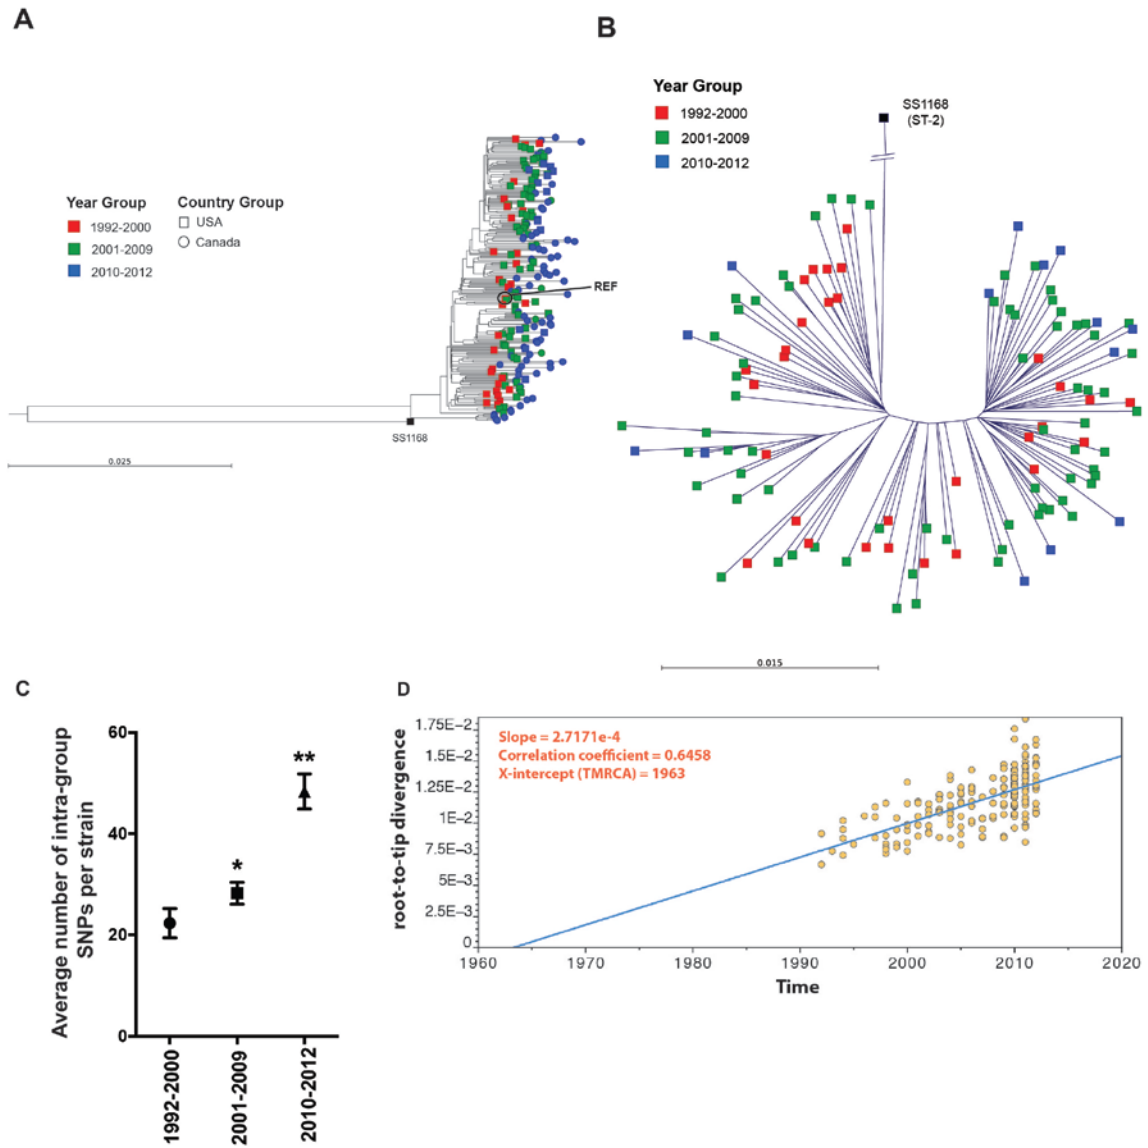 A
Year Group
1992-2000
2001-2009
2010-2012
Country Group
USA
Canada
REF
SS1168
0.025
B
Year Group
1992-2000
2001-2009
2010-2012
SS1168
(ST-2)
0.015
C
Average number of intra-group
SNPs per strain
60
40
20
0
*
**
1992-2000
2001-2009
2010-2012
D
root-to-tip divergence
1.75E-2
1.5E-2
1.25E-2
1E-2
7.5E-3
5E-3
2.5E-3
0
Slope = 2.7171e-4
Correlation coefficient = 0.6458
X-intercept (TMRCA) = 1963
1960 1970 1980 1990 2000 2010 2020
Time